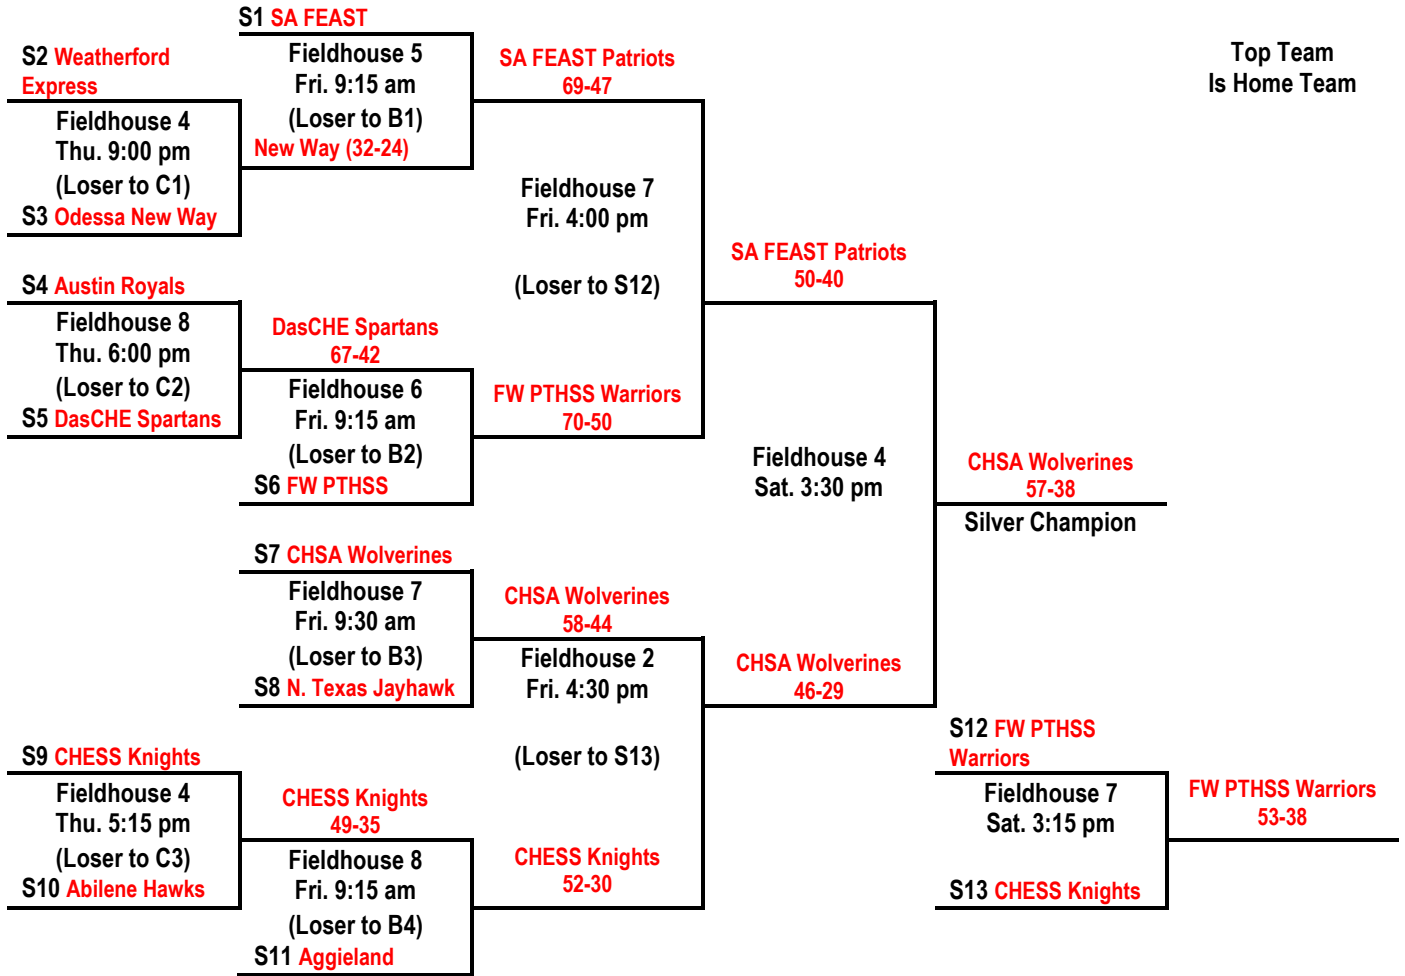 S1 SA FEAST
S2 Weatherford
Express
Fieldhouse 5
Fri. 9:15 am
(Loser to B1)
SA FEAST Patriots
69-47
Top Team
Is Home Team
Fieldhouse 4
Thu. 9:00 pm
(Loser to C1)
New Way (32-24)
S3 Odessa New Way
Fieldhouse 7
Fri. 4:00 pm
(Loser to S12)
SA FEAST Patriots
50-40
S4 Austin Royals
Fieldhouse 8
Thu. 6:00 pm
(Loser to C2)
S5 DasCHE Spartans
DasCHE Spartans
67-42
Fieldhouse 6
Fri. 9:15 am
(Loser to B2)
S6 FW PTHSS
FW PTHSS Warriors
70-50
Fieldhouse 4
Sat. 3:30 pm
CHSA Wolverines
57-38
Silver Champion
S7 CHSA Wolverines
Fieldhouse 7
Fri. 9:30 am
(Loser to B3)
S8 N. Texas Jayhawk
CHSA Wolverines
58-44
Fieldhouse 2
Fri. 4:30 pm
(Loser to S13)
CHSA Wolverines
46-29
S9 CHESS Knights
Fieldhouse 4
Thu. 5:15 pm
(Loser to C3)
S10 Abilene Hawks
CHESS Knights
49-35
Fieldhouse 8
Fri. 9:15 am
(Loser to B4)
S11 Aggieland
CHESS Knights
52-30
S12 FW PTHSS
Warriors
Fieldhouse 7
Sat. 3:15 pm
S13 CHESS Knights
FW PTHSS Warriors
53-38